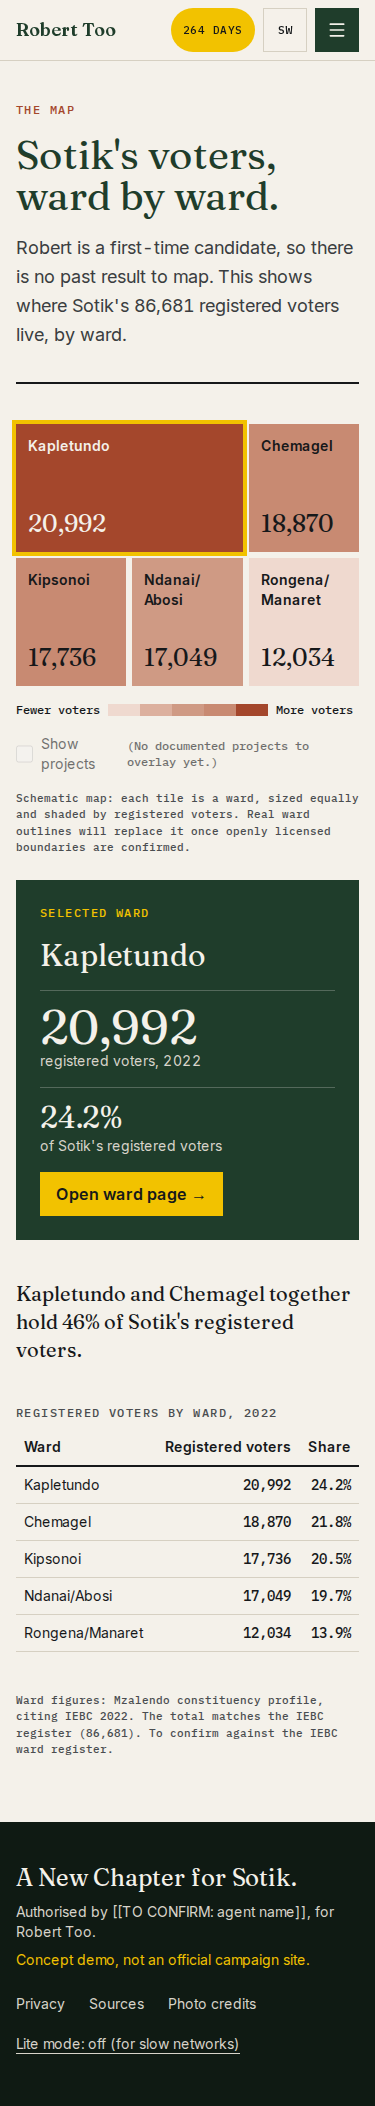 Robert Too
264 DAYS
SW
THE MAP
Sotik's voters,
ward by ward.
Robert is a first-time candidate, so there
is no past result to map. This shows
where Sotik's 86,681 registered voters
live, by ward.
Kapletundo
20,992
Chemagel
18,870
Kipsonoi
17,736
Ndanai/
Abosi
17,049
Rongena/
Manaret
12,034
Fewer voters
More voters
Show
projects
(No documented projects to
overlay yet.)
Schematic map: each tile is a ward, sized equally
and shaded by registered voters. Real ward
outlines will replace it once openly licensed
boundaries are confirmed.
SELECTED WARD
Kapletundo
20,992
registered voters, 2022
24.2%
of Sotik's registered voters
Open ward page →
Kapletundo and Chemagel together
hold 46% of Sotik's registered
voters.
REGISTERED VOTERS BY WARD, 2022
Ward Registered voters Share
Kapletundo 20,992 24.2%
Chemagel 18,870 21.8%
Kipsonoi 17,736 20.5%
Ndanai/Abosi 17,049 19.7%
Rongena/Manaret 12,034 13.9%
Ward figures: Mzalendo constituency profile,
citing IEBC 2022. The total matches the IEBC
register (86,681). To confirm against the IEBC
ward register.
A New Chapter for Sotik.
Authorised by [[TO CONFIRM: agent name]], for
Robert Too.
Concept demo, not an official campaign site.
Privacy Sources Photo credits
Lite mode: off (for slow networks)